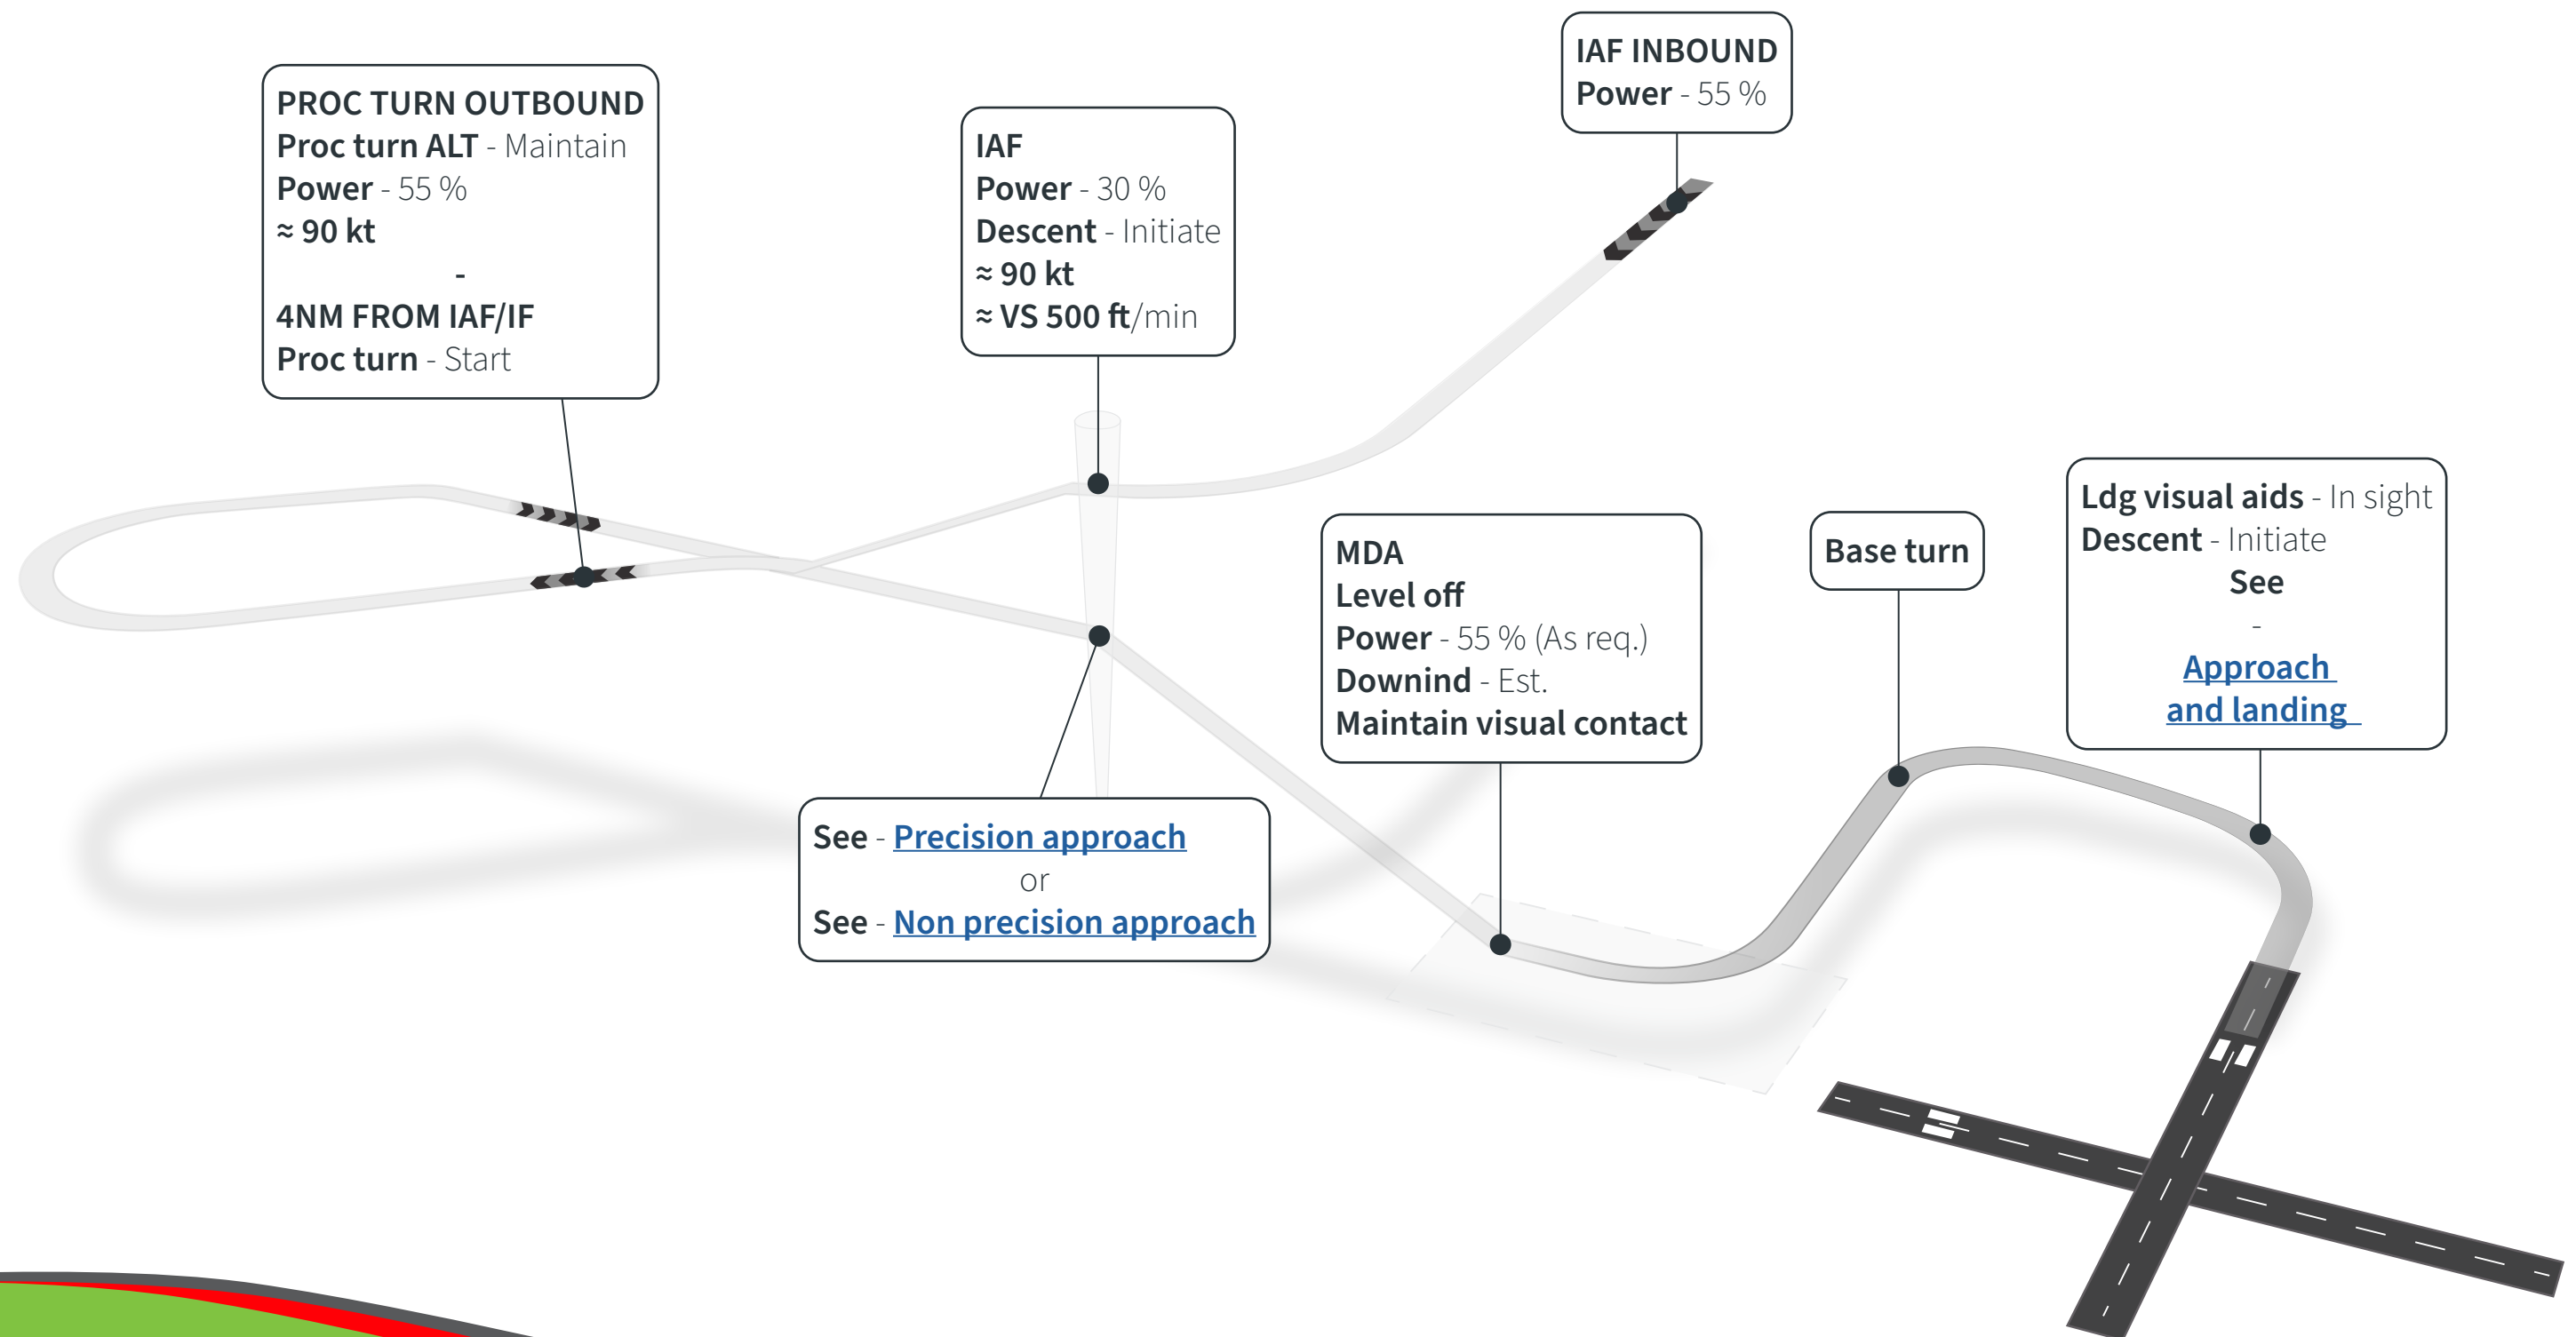 IAF INBOUND
Power - 55 %
PROC TURN OUTBOUND
Proc turn ALT - Maintain
Power - 55 %
≈ 90 kt
-
4NM FROM IAF/IF
Proc turn - Start
IAF
Power - 30 %
Descent - Initiate
≈ 90 kt
≈ VS 500 ft/min
MDA
Level off
Power - 55 % (As req.)
Downind - Est.
Maintain visual contact
Base turn
Ldg visual aids - In sight
Descent - Initiate
See
-
Approach
and landing
See - Precision approach
or
See - Non precision approach